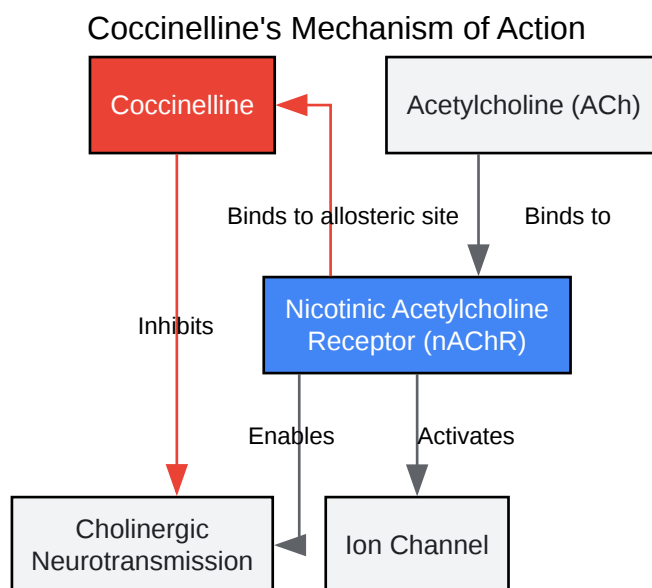 Coccinelline's Mechanism of Action
Coccinelline
Acetylcholine (ACh)
Binds to allosteric site
Binds to
Nicotinic Acetylcholine
Receptor (nAChR)
Inhibits
Enables
Activates
Cholinergic
Neurotransmission
Ion Channel